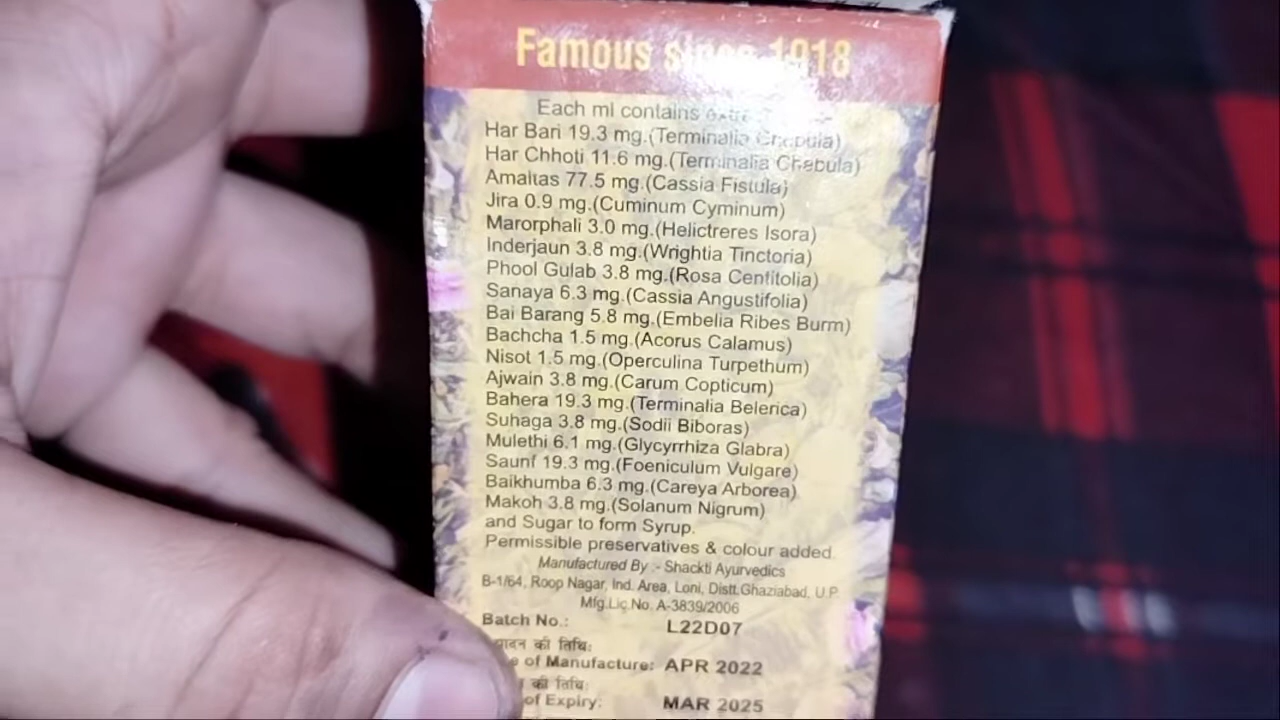 Famous since 1918
Each ml contains
Har Bari 19.3 mg.(Terminalia Chebula)
Har Chhoti 11.6 mg.(Terminalia Chebula)
Amaltas 77.5 mg.(Cassia Fistula)
Jira 0.9 mg.(Cuminum Cyminum)
Marorphali 3.0 mg.(Helictreres Isora)
Inderjaun 3.8 mg.(Wrightia Tinctoria)
Phool Gulab 3.8 mg.(Rosa Centitolia)
Sanaya 6.3 mg.(Cassia Angustifolia)
Bai Barang 5.8 mg.(Embelia Ribes Burm)
Bachcha 1.5 mg.(Acorus Calamus)
Nisot 1.5 mg.(Operculina Turpethum)
Ajwain 3.8 mg.(Carum Copticum)
Bahera 19.3 mg.(Terminalia Belerica)
Suhaga 3.8 mg.(Sodii Biboras)
Mulethi 6.1 mg.(Glycyrrhiza Glabra)
Saunf 19.3 mg.(Foeniculum Vulgare)
Baikhumba 6.3 mg.(Careya Arborea)
Makoh 3.8 mg.(Solanum Nigrum)
and Sugar to form Syrup.
Permissible preservatives & colour added.
Manufactured By :- Shackti Ayurvedics
B-1/64, Roop Nagar, Ind. Area, Loni, Distt.Ghaziabad, U.P.
Mfg.Lic.No. A-3839/2006
Batch No.: L22D07
की तिथि:
of Manufacture: APR 2022
की तिथि:
of Expiry: MAR 2025